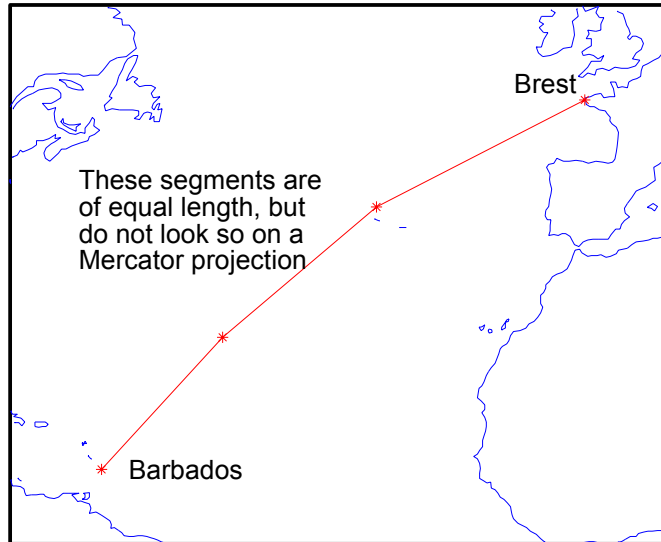 Brest
These segments are
of equal length, but
do not look so on a
Mercator projection
Barbados